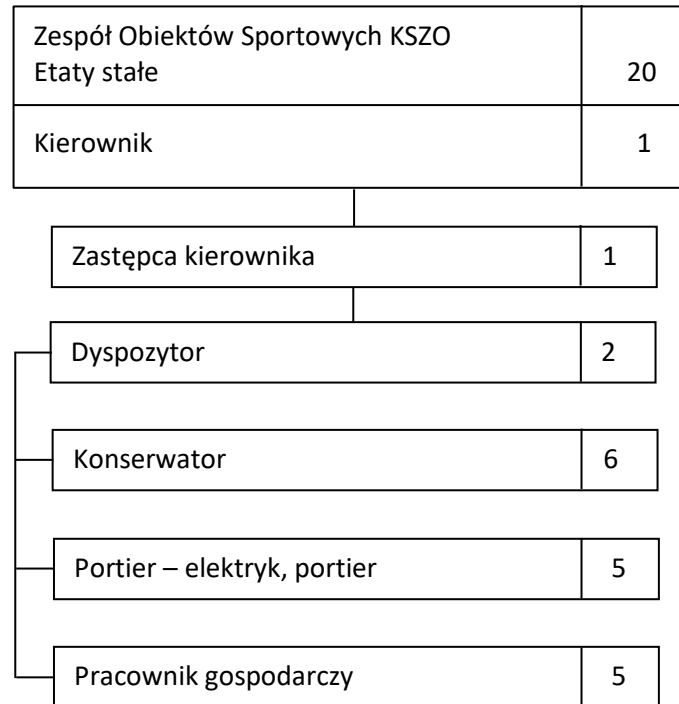 Zespół Obiektów Sportowych KSZO
Etaty stałe 20
Kierownik 1
Zastępca kierownika 1
Dyspozytor 2
Konserwator 6
Portier – elektryk, portier 5
Pracownik gospodarczy 5